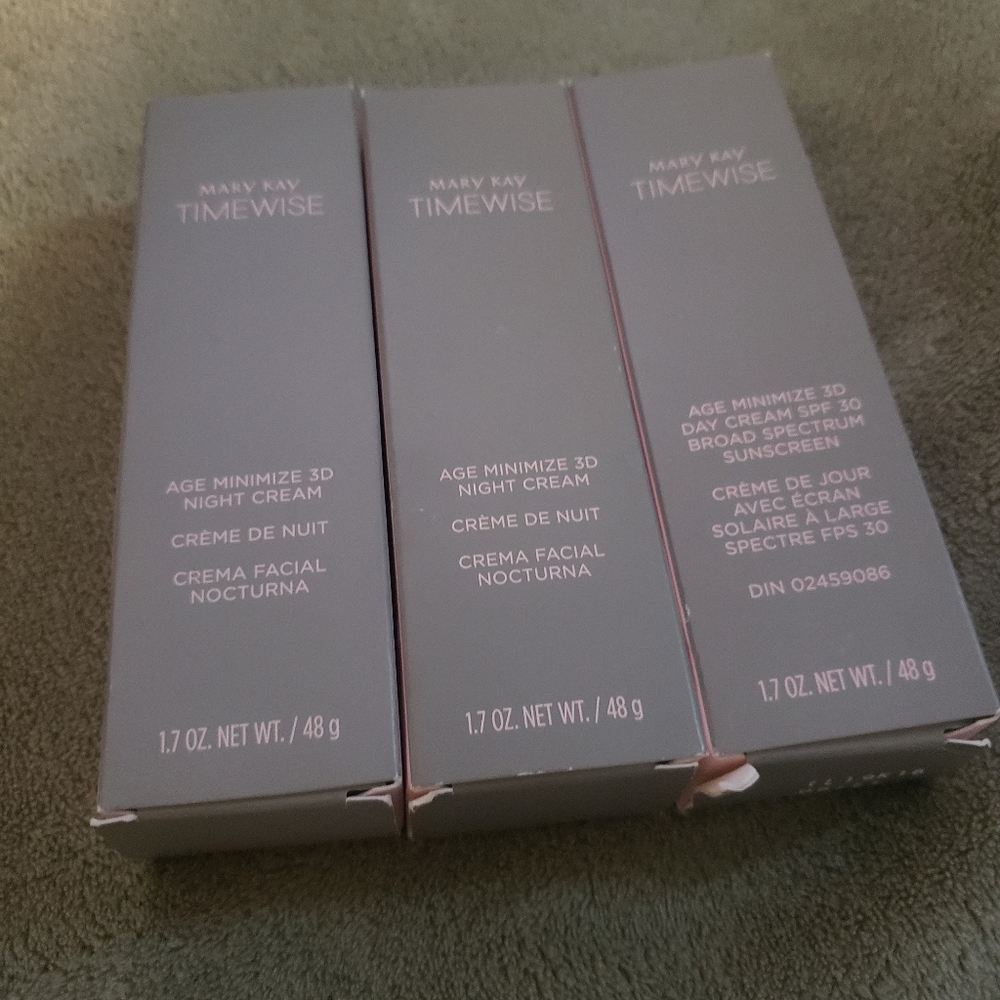 MARY KAY
TIMEWISE
AGE MINIMIZE 3D
NIGHT CREAM
CRÈME DE NUIT
CREMA FACIAL
NOCTURNA
1.7 OZ. NET WT. / 48 g
MARY KAY
TIMEWISE
AGE MINIMIZE 3D
NIGHT CREAM
CRÈME DE NUIT
CREMA FACIAL
NOCTURNA
1.7 OZ. NET WT. / 48 g
MARY KAY
TIMEWISE
AGE MINIMIZE 3D
DAY CREAM SPF 30
BROAD SPECTRUM
SUNSCREEN
CRÈME DE JOUR
AVEC ÉCRAN
SOLAIRE À LARGE
SPECTRE FPS 30
DIN 02459086
1.7 OZ. NET WT. / 48 g